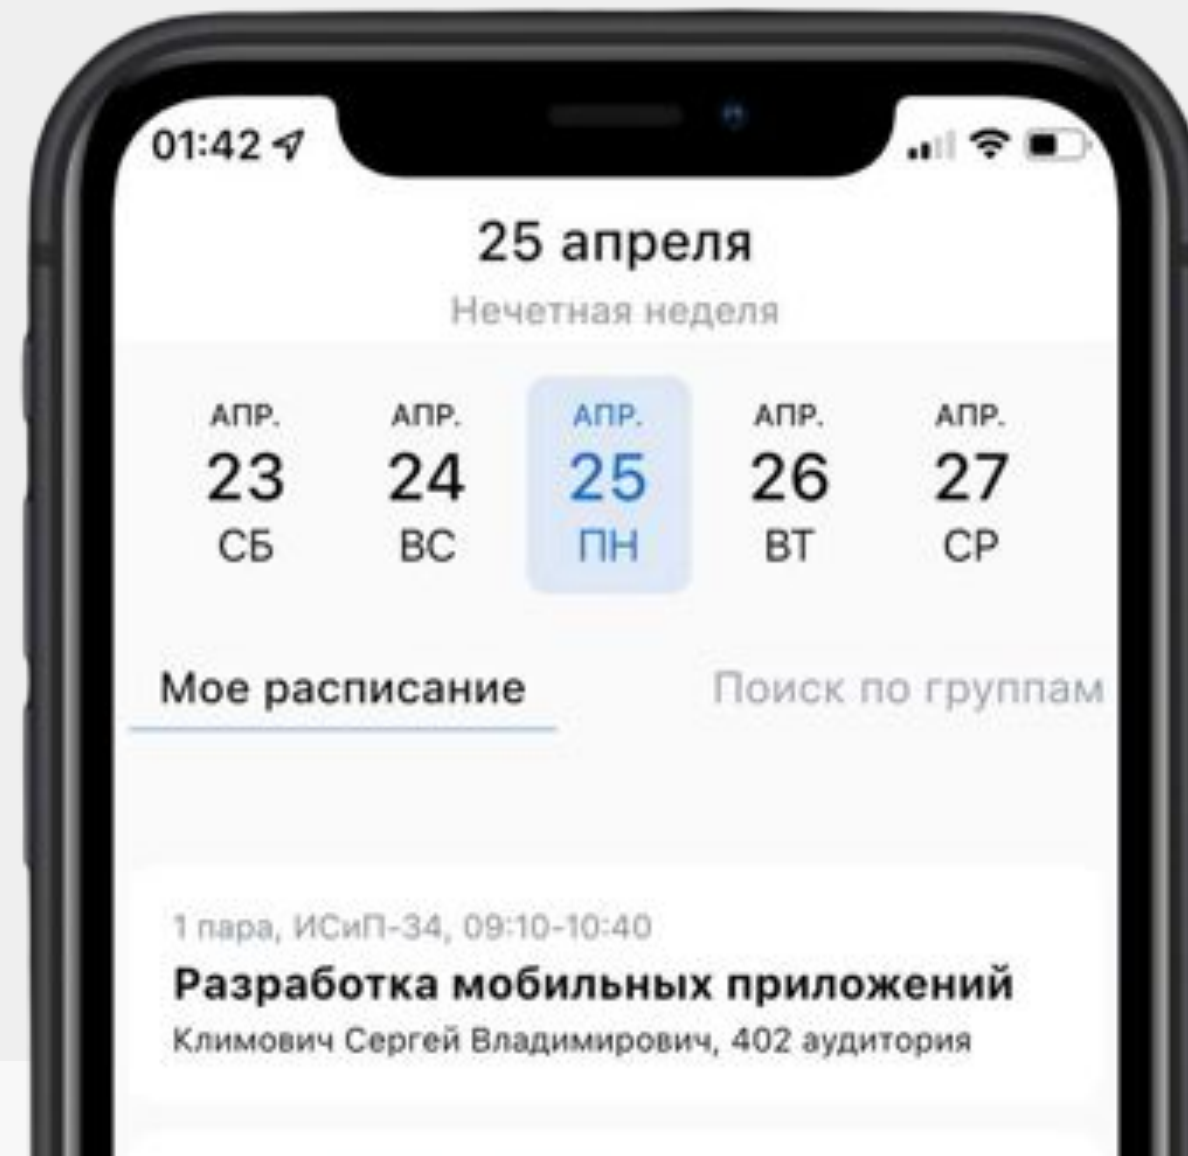 01:42
25 апреля
Нечетная неделя
АПР. АПР. АПР. АПР. АПР.
23 24 25 26 27
СБ ВС ПН ВТ СР
Мое расписание Поиск по группам
1 пара, ИСиП-34, 09:10-10:40
Разработка мобильных приложений
Климович Сергей Владимирович, 402 аудитория